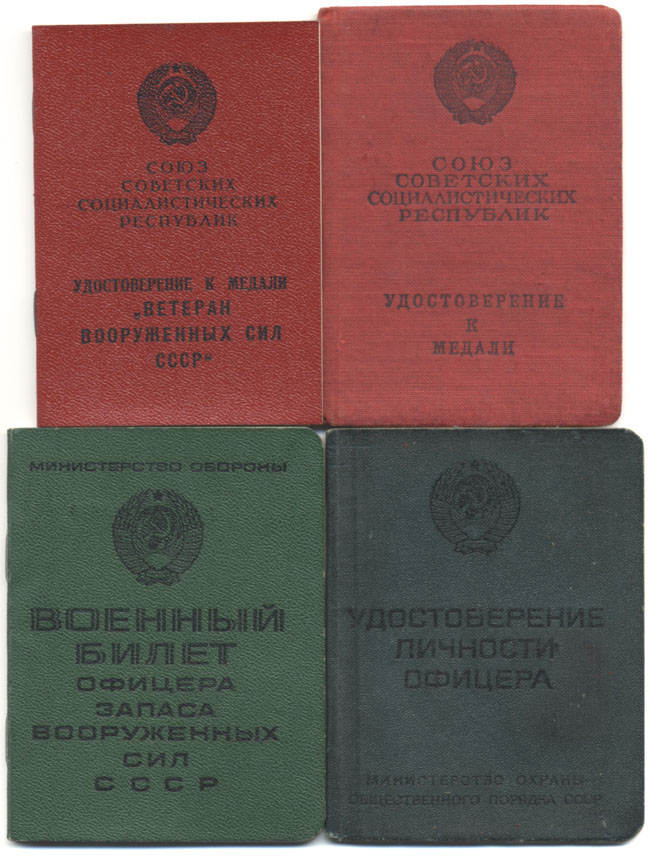 СОЮЗ
СОВЕТСКИХ
СОЦИАЛИСТИЧЕСКИХ
РЕСПУБЛИК
УДОСТОВЕРЕНИЕ К МЕДАЛИ
„ВЕТЕРАН
ВООРУЖЕННЫХ СИЛ
СССР“
СОЮЗ
СОВЕТСКИХ
СОЦИАЛИСТИЧЕСКИХ
РЕСПУБЛИК
УДОСТОВЕРЕНИЕ
К
МЕДАЛИ
МИНИСТЕРСТВО ОБОРОНЫ
ВОЕННЫЙ
БИЛЕТ
ОФИЦЕРА
ЗАПАСА
ВООРУЖЕННЫХ
СИЛ
СССР
УДОСТОВЕРЕНИЕ
ЛИЧНОСТИ
ОФИЦЕРА
МИНИСТЕРСТВО ОХРАНЫ
ОБЩЕСТВЕННОГО ПОРЯДКА СССР